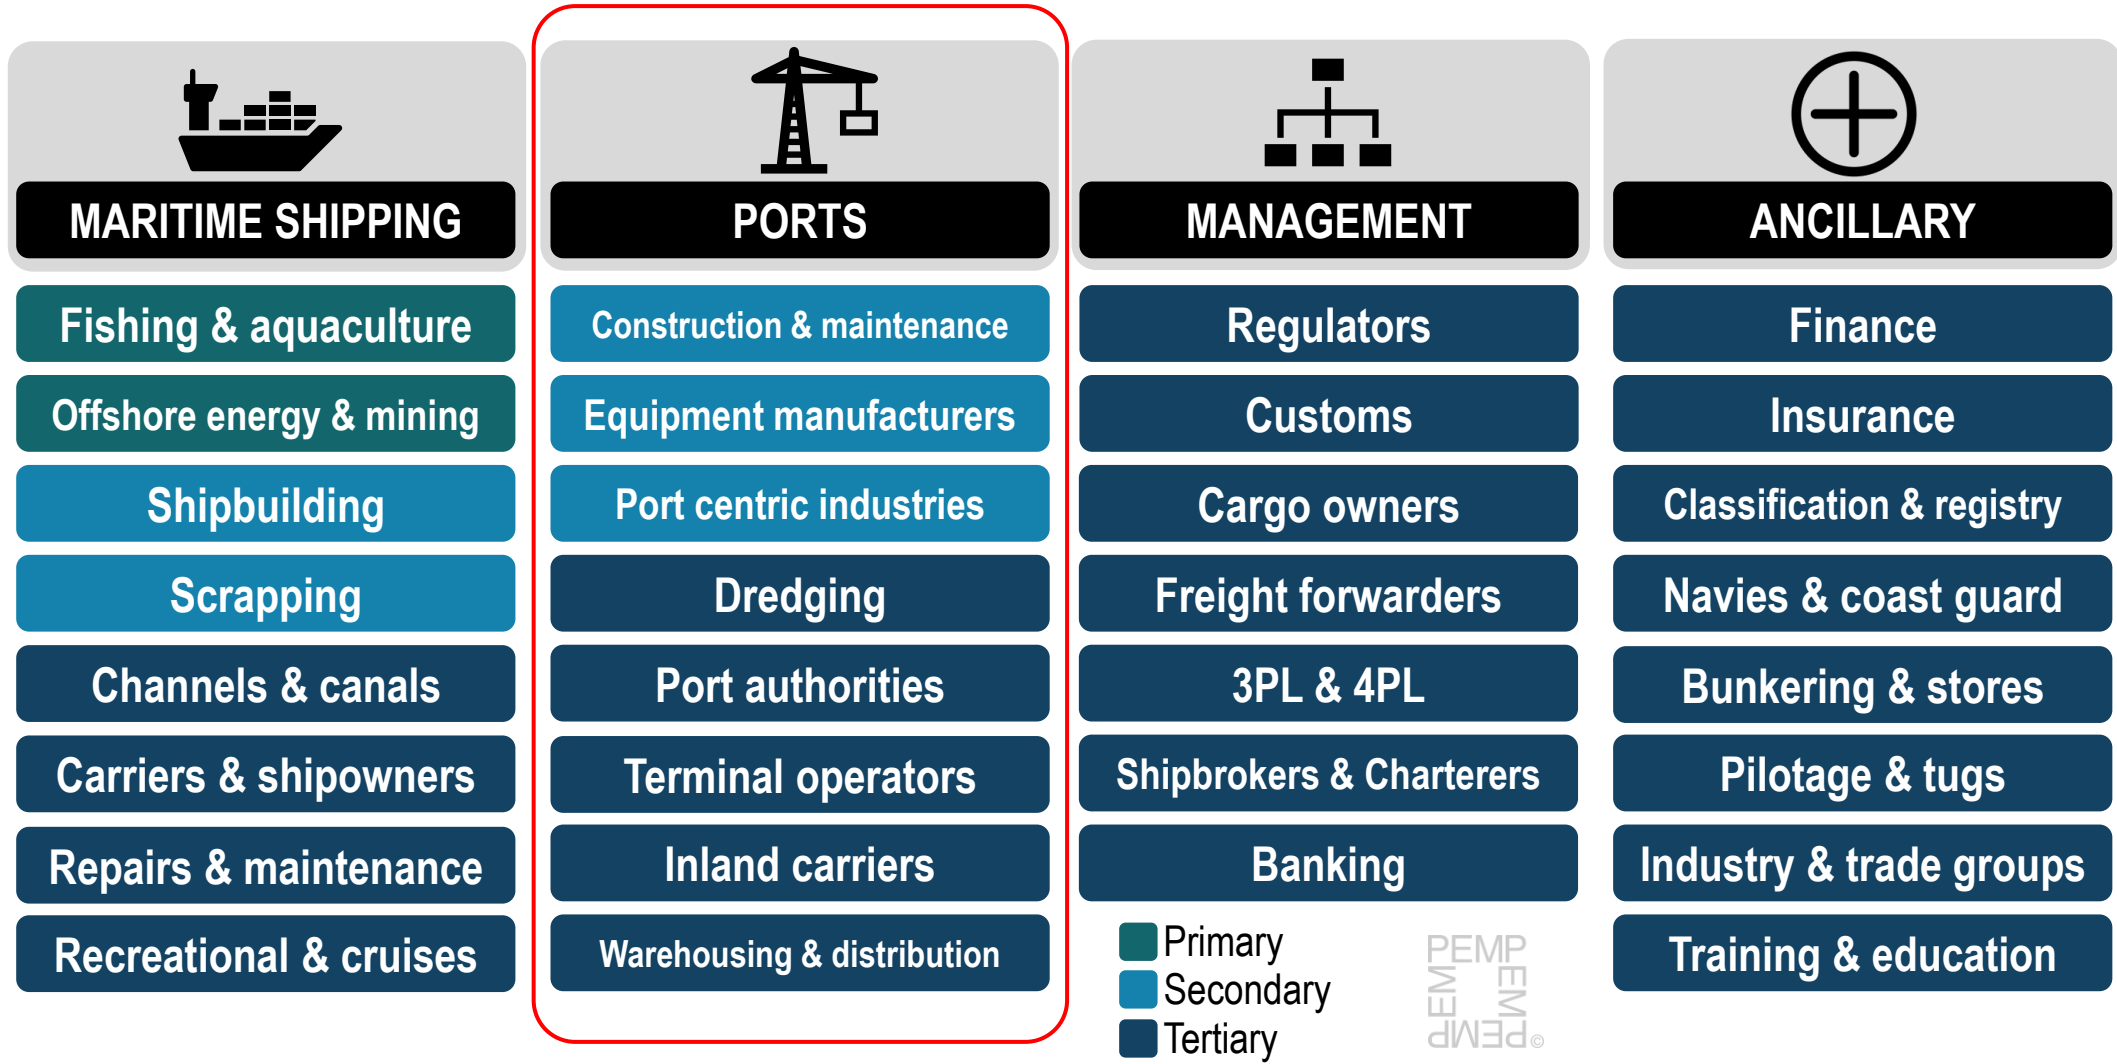 MARITIME SHIPPING
Fishing & aquaculture
Offshore energy & mining
Shipbuilding
Scrapping
Channels & canals
Carriers & shipowners
Repairs & maintenance
Recreational & cruises
PORTS
Construction & maintenance
Equipment manufacturers
Port centric industries
Dredging
Port authorities
Terminal operators
Inland carriers
Warehousing & distribution
MANAGEMENT
Regulators
Customs
Cargo owners
Freight forwarders
3PL & 4PL
Shipbrokers & Charterers
Banking
Primary
Secondary
Tertiary
PEMP
PEMP
PEMP
PEMP
©
ANCILLARY
Finance
Insurance
Classification & registry
Navies & coast guard
Bunkering & stores
Pilotage & tugs
Industry & trade groups
Training & education